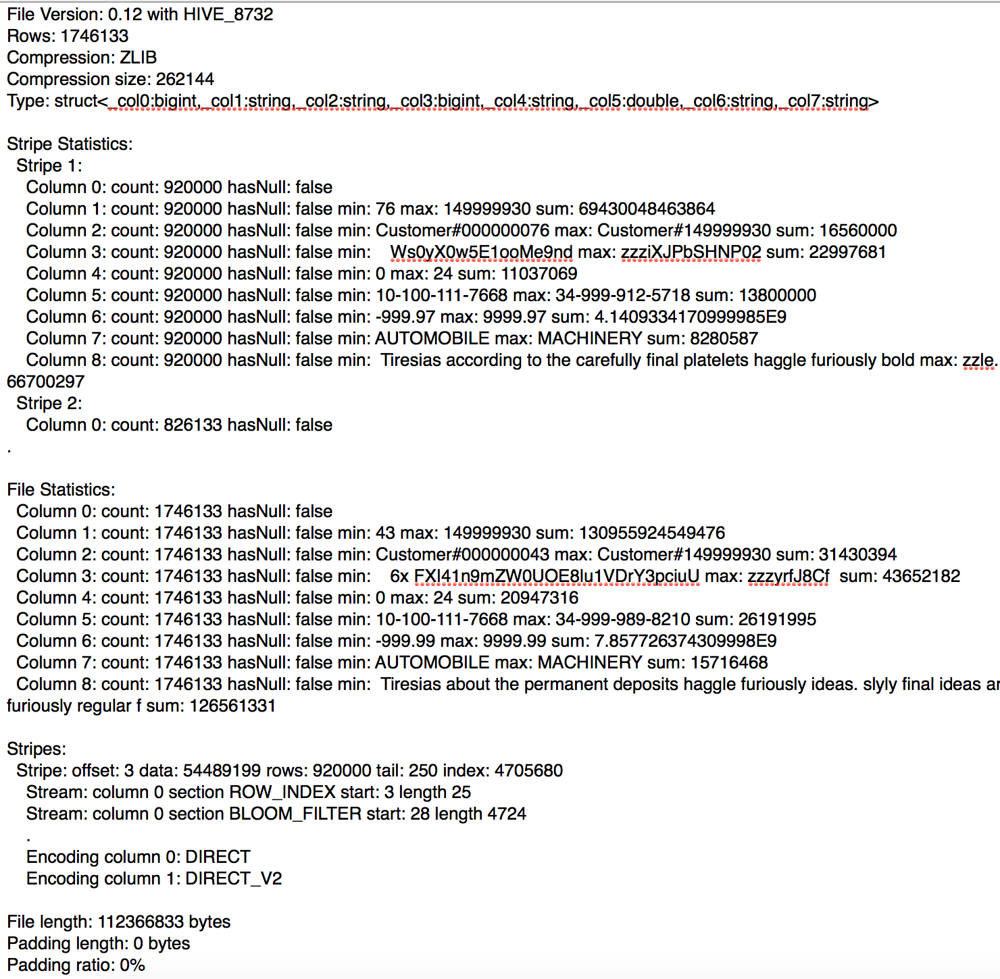 File Version: 0.12 with HIVE_8732
Rows: 1746133
Compression: ZLIB
Compression size: 262144
Type: struct<_col0:bigint,_col1:string,_col2:string,_col3:bigint,_col4:string,_col5:double,_col6:string,_col7:string>
Stripe Statistics:
Stripe 1:
Column 0: count: 920000 hasNull: false
Column 1: count: 920000 hasNull: false min: 76 max: 149999930 sum: 69430048463864
Column 2: count: 920000 hasNull: false min: Customer#000000076 max: Customer#149999930 sum: 16560000
Column 3: count: 920000 hasNull: false min:    Ws0yX0w5E1ooMe9nd max: zzziXJPbSHNP02 sum: 22997681
Column 4: count: 920000 hasNull: false min: 0 max: 24 sum: 11037069
Column 5: count: 920000 hasNull: false min: 10-100-111-7668 max: 34-999-912-5718 sum: 13800000
Column 6: count: 920000 hasNull: false min: -999.97 max: 9999.97 sum: 4.1409334170999985E9
Column 7: count: 920000 hasNull: false min: AUTOMOBILE max: MACHINERY sum: 8280587
Column 8: count: 920000 hasNull: false min:  Tiresias according to the carefully final platelets haggle furiously bold max: zzle.
66700297
Stripe 2:
Column 0: count: 826133 hasNull: false
.
File Statistics:
Column 0: count: 1746133 hasNull: false
Column 1: count: 1746133 hasNull: false min: 43 max: 149999930 sum: 130955924549476
Column 2: count: 1746133 hasNull: false min: Customer#000000043 max: Customer#149999930 sum: 31430394
Column 3: count: 1746133 hasNull: false min:    6x FXI41n9mZW0UOE8lu1VDrY3pciuU max: zzzyrfJ8Cf  sum: 43652182
Column 4: count: 1746133 hasNull: false min: 0 max: 24 sum: 20947316
Column 5: count: 1746133 hasNull: false min: 10-100-111-7668 max: 34-999-989-8210 sum: 26191995
Column 6: count: 1746133 hasNull: false min: -999.99 max: 9999.99 sum: 7.857726374309998E9
Column 7: count: 1746133 hasNull: false min: AUTOMOBILE max: MACHINERY sum: 15716468
Column 8: count: 1746133 hasNull: false min:  Tiresias about the permanent deposits haggle furiously ideas. slyly final ideas
furiously regular f sum: 126561331
Stripes:
Stripe: offset: 3 data: 54489199 rows: 920000 tail: 250 index: 4705680
Stream: column 0 section ROW_INDEX start: 3 length 25
Stream: column 0 section BLOOM_FILTER start: 28 length 4724
.
Encoding column 0: DIRECT
Encoding column 1: DIRECT_V2
File length: 112366833 bytes
Padding length: 0 bytes
Padding ratio: 0%